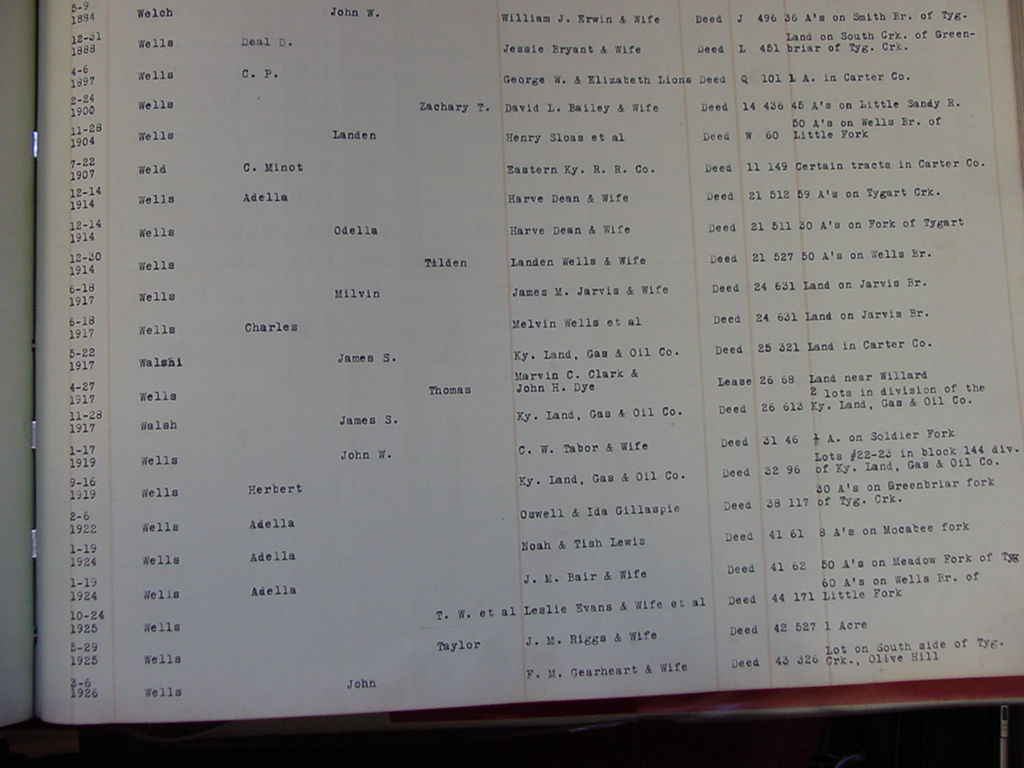 5-9
1884 Welch John W. William J. Erwin & Wife Deed J 496 36 A's on Smith Br. of Tyg.
12-31 Land on South Crk. of Green-
1888 Wells Deal D. Jessie Bryant & Wife Deed L 451 briar of Tyg. Crk.
4-6
1897 Wells C. P. George W. & Elizabeth Lions Deed Q 101 1 A. in Carter Co.
2-24
1900 Wells Zachary T. David L. Bailey & Wife Deed 14 436 45 A's on Little Sandy R.
11-28 50 A's on Wells Br. of
1904 Wells Landen Henry Sloas et al Deed W 60 Little Fork
7-22
1907 Weld C. Minot Eastern Ky. R. R. Co. Deed 11 149 Certain tracts in Carter Co.
12-14
1914 Wells Adella Harve Dean & Wife Deed 21 512 59 A's on Tygart Crk.
12-14
1914 Wells Odella Harve Dean & Wife Deed 21 511 30 A's on Fork of Tygart
12-30
1914 Wells Tilden Landen Wells & Wife Deed 21 527 50 A's on Wells Br.
6-18
1917 Wells Milvin James M. Jarvis & Wife Deed 24 631 Land on Jarvis Br.
6-18
1917 Wells Charles Melvin Wells et al Deed 24 631 Land on Jarvis Br.
5-22
1917 Walshi James S. Ky. Land, Gas & Oil Co. Deed 25 321 Land in Carter Co.
4-27 Marvin C. Clark &
1917 Wells Thomas John H. Dye Lease 26 68 Land near Willard
11-28 2 lots in division of the
1917 Walsh James S. Ky. Land, Gas & Oil Co. Deed 26 613 Ky. Land, Gas & Oil Co.
1-17
1919 Wells John W. C. W. Tabor & Wife Deed 31 46 ½ A. on Soldier Fork
9-16 Lots #22-23 in block 144 div.
1919 Wells Herbert Ky. Land, Gas & Oil Co. Deed 32 96 of Ky. Land, Gas & Oil Co.
2-6 30 A's on Greenbriar fork
1922 Wells Adella Oswell & Ida Gillaspie Deed 38 117 of Tyg. Crk.
1-19
1924 Wells Adella Noah & Tish Lewis Deed 41 61 8 A's on Mocabee fork
1-19
1924 Wells Adella J. M. Bair & Wife Deed 41 62 50 A's on Meadow Fork of Tyg
10-24 60 A's on Wells Br. of
1925 Wells T. W. et al Leslie Evans & Wife et al Deed 44 171 Little Fork
5-29
1925 Wells Taylor J. M. Riggs & Wife Deed 42 527 1 Acre
Lot on South side of Tyg.
1926 Wells John F. M. Gearheart & Wife Deed 43 326 Crk., Olive Hill